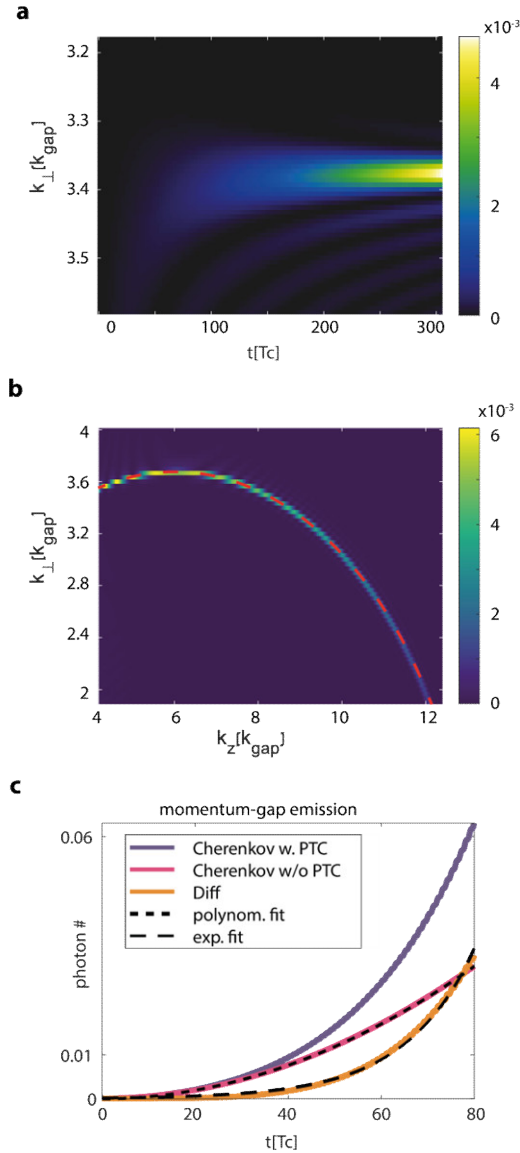 a
x10⁻³
3.2
3.3
3.4
3.5
k⊥[kgap]
4
2
0
0 100 200 300
t[Tc]
b
x10⁻³
4
3.6
3.2
2.8
2.4
2
k⊥[kgap]
6
4
2
0
4 6 8 10 12
kz[kgap]
c
momentum-gap emission
0.06
0.01
0
photon #
Cherenkov w. PTC
Cherenkov w/o PTC
Diff
polynom. fit
exp. fit
0 20 40 60 80
t[Tc]